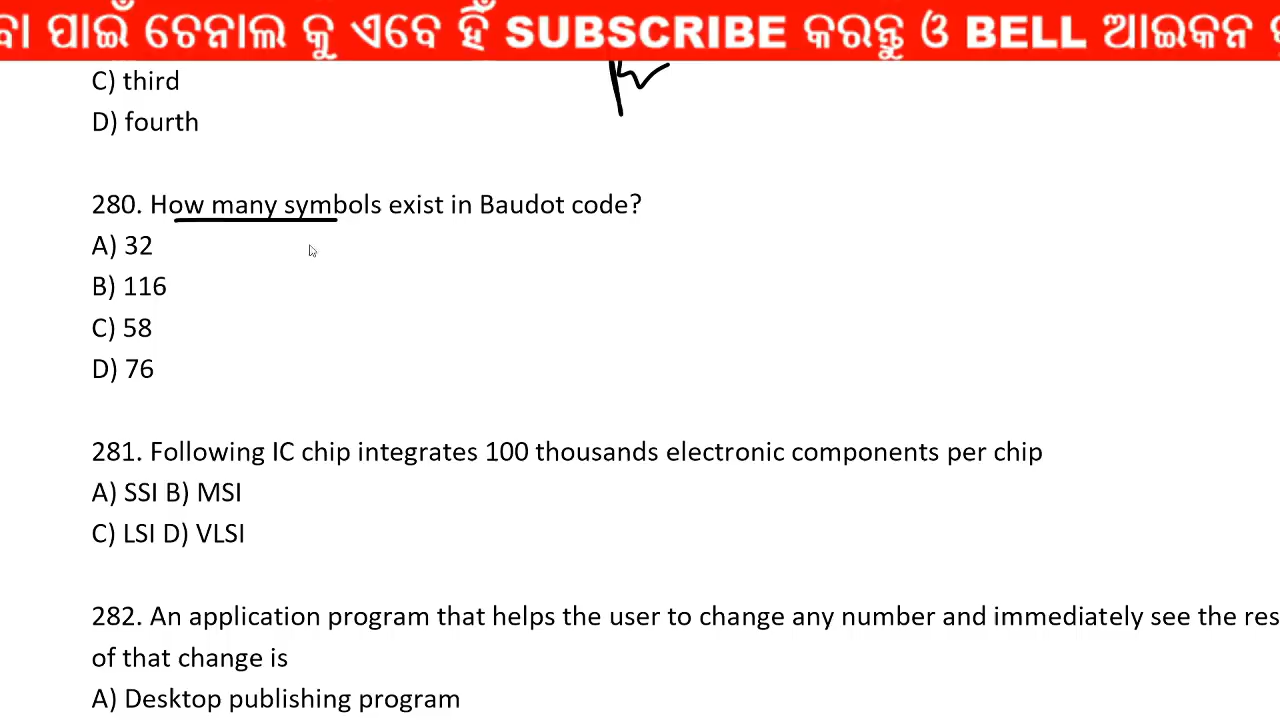 ପାଇଁ ଚେନାଲ କୁ ଏବେ ହିଁ SUBSCRIBE କରନ୍ତୁ ଓ BELL ଆଇକନ
C) third
D) fourth
280. How many symbols exist in Baudot code?
A) 32
B) 116
C) 58
D) 76
281. Following IC chip integrates 100 thousands electronic components per chip
A) SSI B) MSI
C) LSI D) VLSI
282. An application program that helps the user to change any number and immediately see the res
of that change is
A) Desktop publishing program